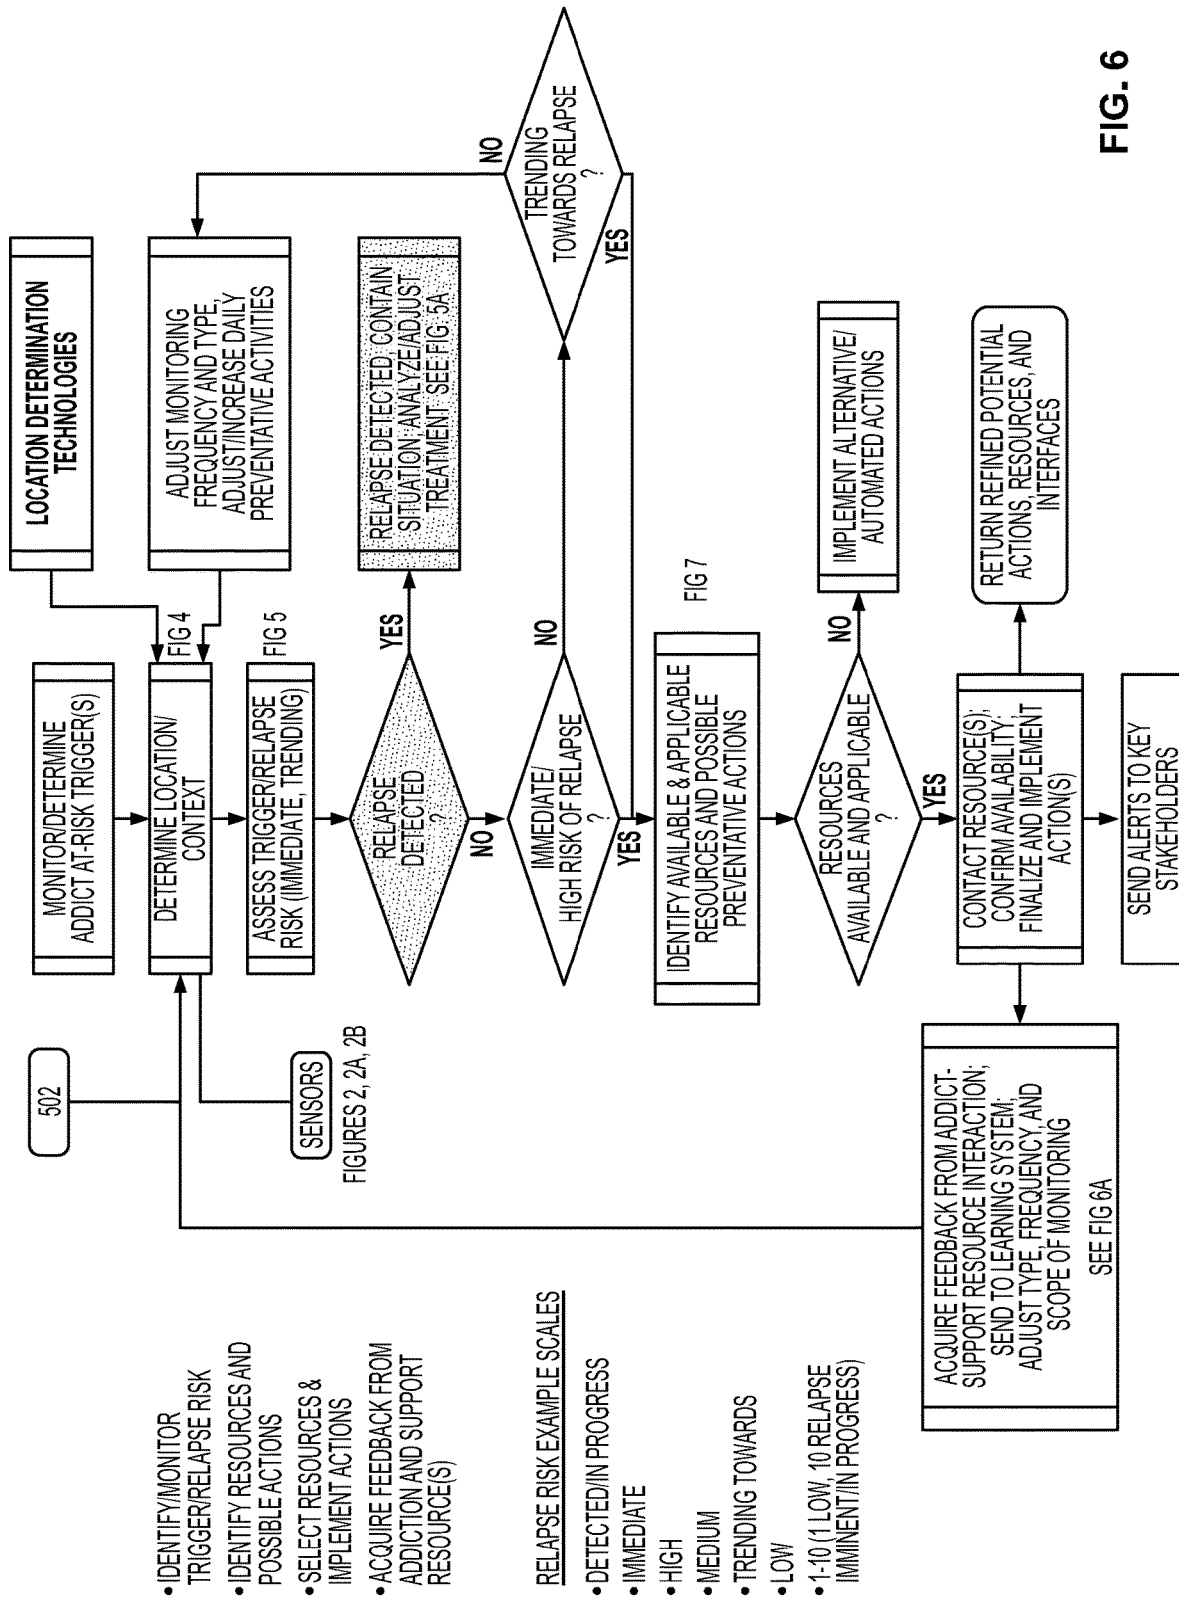 • IDENTIFY/MONITOR
TRIGGER/RELAPSE RISK
• IDENTIFY RESOURCES AND
POSSIBLE ACTIONS
• SELECT RESOURCES &
IMPLEMENT ACTIONS
• ACQUIRE FEEDBACK FROM
ADDICTION AND SUPPORT
RESOURCE(S)
RELAPSE RISK EXAMPLE SCALES
• DETECTED/IN PROGRESS
• IMMEDIATE
• HIGH
• MEDIUM
• TRENDING TOWARDS
• LOW
• 1-10 (1 LOW, 10 RELAPSE
IMMINENT/IN PROGRESS)
502
SENSORS
FIGURES 2, 2A, 2B
MONITOR/DETERMINE
ADDICT AT-RISK TRIGGER(S)
LOCATION DETERMINATION
TECHNOLOGIES
DETERMINE LOCATION/
CONTEXT
FIG 4
ADJUST MONITORING
FREQUENCY AND TYPE,
ADJUST/INCREASE DAILY
PREVENTATIVE ACTIVITIES
ASSESS TRIGGER/RELAPSE
RISK (IMMEDIATE, TRENDING)
FIG 5
RELAPSE
DETECTED
?
YES
RELAPSE DETECTED, CONTAIN
SITUATION ANALYZE/ADJUST
TREATMENT SEE FIG. 5A
NO
IMMEDIATE/
HIGH RISK OF RELAPSE
?
NO
TRENDING
TOWARDS RELAPSE
?
NO
YES
YES
IDENTIFY AVAILABLE & APPLICABLE
RESOURCES AND POSSIBLE
PREVENTATIVE ACTIONS
FIG 7
RESOURCES
AVAILABLE AND APPLICABLE
?
NO
IMPLEMENT ALTERNATIVE/
AUTOMATED ACTIONS
YES
CONTACT RESOURCE(S);
CONFIRM AVAILABILITY,
FINALIZE AND IMPLEMENT
ACTION(S)
RETURN REFINED POTENTIAL
ACTIONS, RESOURCES, AND
INTERFACES
ACQUIRE FEEDBACK FROM ADDICT-
SUPPORT RESOURCE INTERACTION;
SEND TO LEARNING SYSTEM;
ADJUST TYPE, FREQUENCY, AND
SCOPE OF MONITORING
SEE FIG 6A
SEND ALERTS TO KEY
STAKEHOLDERS
FIG. 6